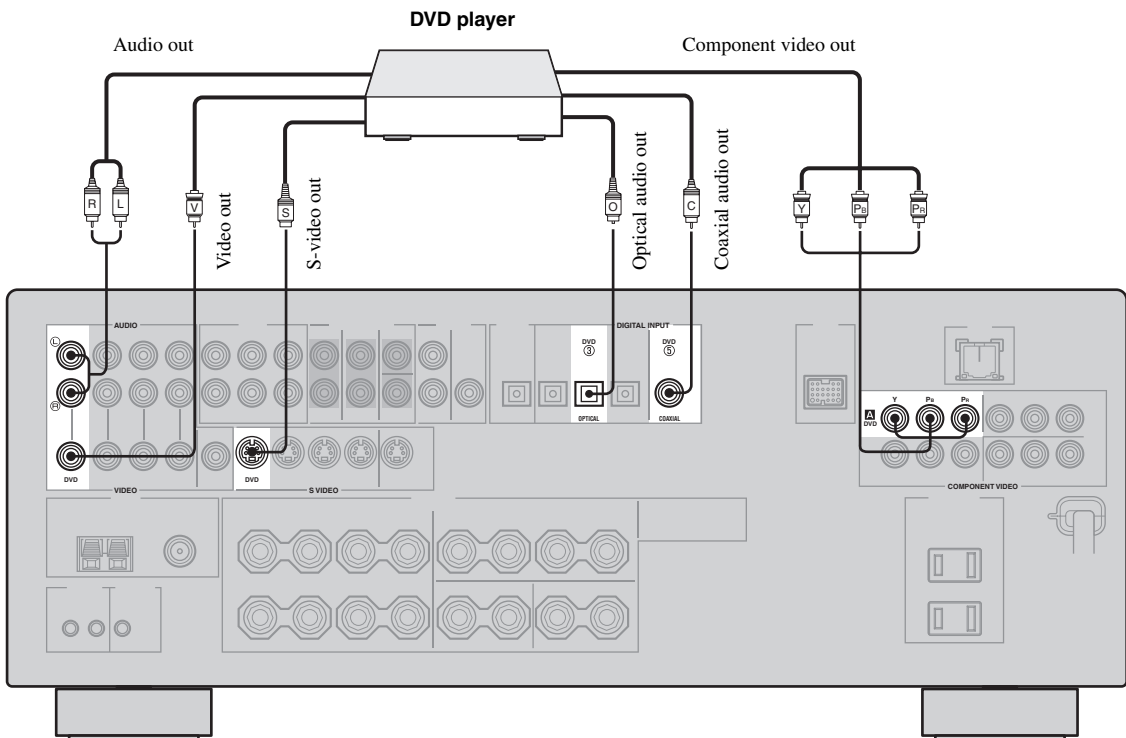 DVD player
Audio out
Component video out
R L
V
S
O
C
Y
PB
PR
Video out
S-video out
Optical audio out
Coaxial audio out
AUDIO
DIGITAL INPUT
L
R
DVD
③
DVD
⑤
OPTICAL
COAXIAL
A
DVD
Y
PB
PR
DVD
DVD
VIDEO
S VIDEO
COMPONENT VIDEO